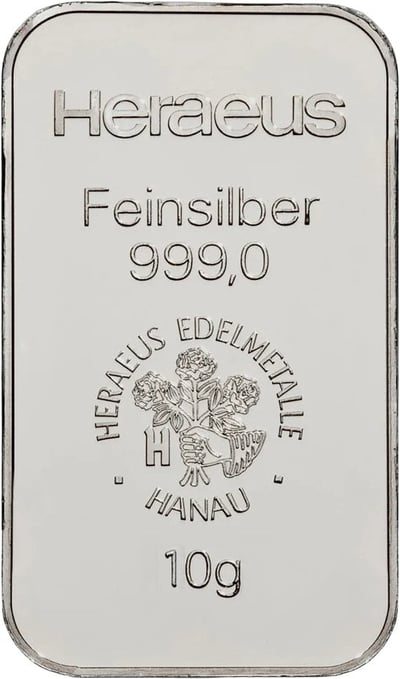 Heraeus
Feinsilber
999,0
HERAEUS EDELMETALLE
H
· HANAU ·
10g